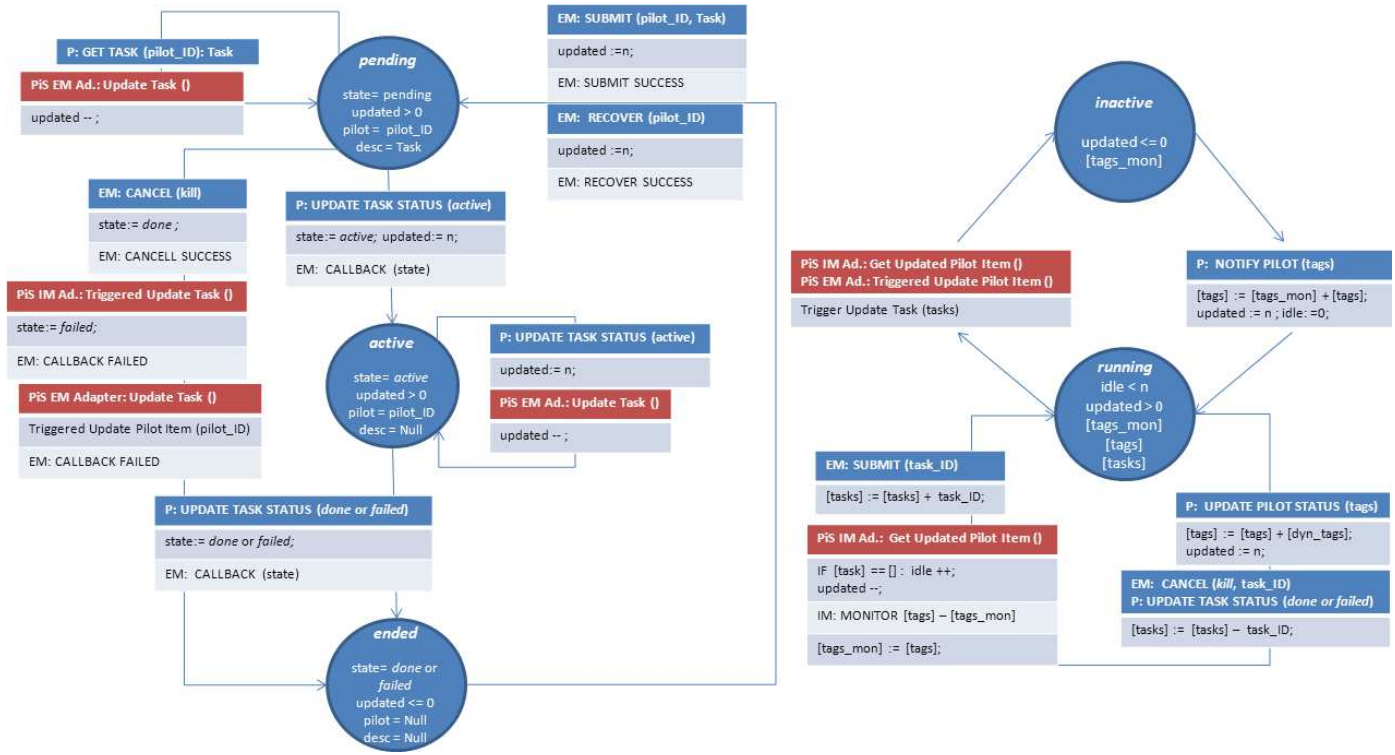 P: GET TASK (pilot_ID): Task
PiS EM Ad.: Update Task ()
updated -- ;
pending
state= pending
updated > 0
pilot = pilot_ID
desc = Task
EM: SUBMIT (pilot_ID, Task)
updated :=n;
EM: SUBMIT SUCCESS
EM: RECOVER (pilot_ID)
updated :=n;
EM: RECOVER SUCCESS
EM: CANCEL (kill)
state:= done ;
EM: CANCELL SUCCESS
PiS IM Ad.: Triggered Update Task ()
state:= failed;
EM: CALLBACK FAILED
PiS EM Adapter: Update Task ()
Triggered Update Pilot Item (pilot_ID)
EM: CALLBACK FAILED
P: UPDATE TASK STATUS (active)
state:= active; updated:= n;
EM: CALLBACK (state)
active
state= active
updated > 0
pilot = pilot_ID
desc = Null
P: UPDATE TASK STATUS (active)
updated:= n;
PiS EM Ad.: Update Task ()
updated -- ;
P: UPDATE TASK STATUS (done or failed)
state:= done or failed;
EM: CALLBACK (state)
ended
state= done or
failed
updated <= 0
pilot = Null
desc = Null
inactive
updated <= 0
[tags_mon]
PiS IM Ad.: Get Updated Pilot Item ()
PiS EM Ad.: Triggered Update Pilot Item ()
Trigger Update Task (tasks)
P: NOTIFY PILOT (tags)
[tags] := [tags_mon] + [tags];
updated := n ; idle: =0;
running
idle < n
updated > 0
[tags_mon]
[tags]
[tasks]
EM: SUBMIT (task_ID)
[tasks] := [tasks] + task_ID;
PiS IM Ad.: Get Updated Pilot Item ()
IF [task] == [] : idle ++;
updated --;
IM: MONITOR [tags] – [tags_mon]
[tags_mon] := [tags];
P: UPDATE PILOT STATUS (tags)
[tags] := [tags] + [dyn_tags];
updated := n;
EM: CANCEL (kill, task_ID)
P: UPDATE TASK STATUS (done or failed)
[tasks] := [tasks] – task_ID;